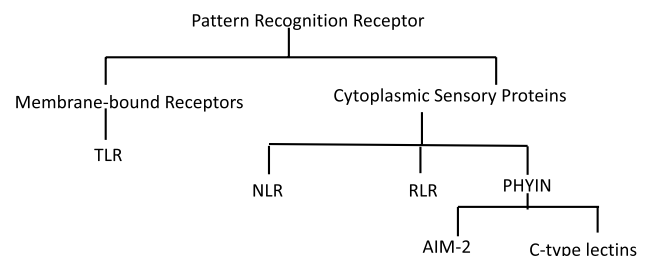 Pattern Recognition Receptor
Membrane-bound Receptors
Cytoplasmic Sensory Proteins
TLR
NLR
RLR
PHYIN
AIM-2
C-type lectins